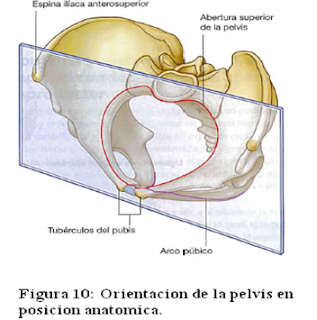 Espina ilíaca anterosuperior
Abertura superior
de la pelvis
Tubérculos del pubis
Arco púbico
Figura 10: Orientacion de la pelvis en
posicion anatomica.